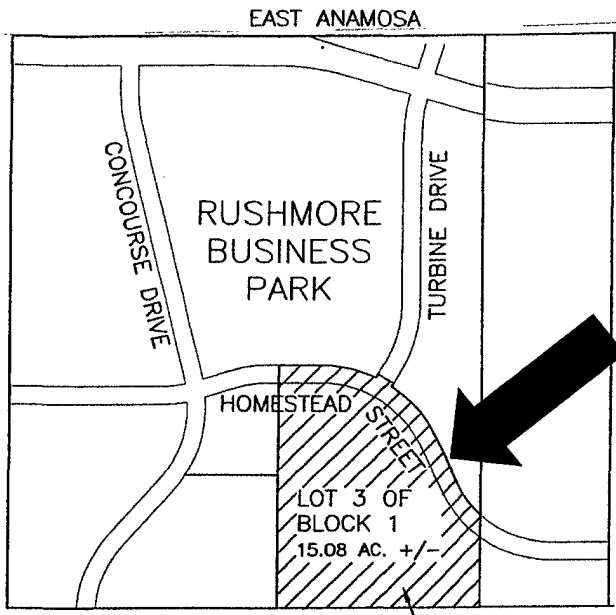 EAST ANAMOSA
CONCOURSE DRIVE
RUSHMORE
BUSINESS
PARK
TURBINE DRIVE
HOMESTEAD STREET
LOT 3 OF
BLOCK 1
15.08 AC. +/-